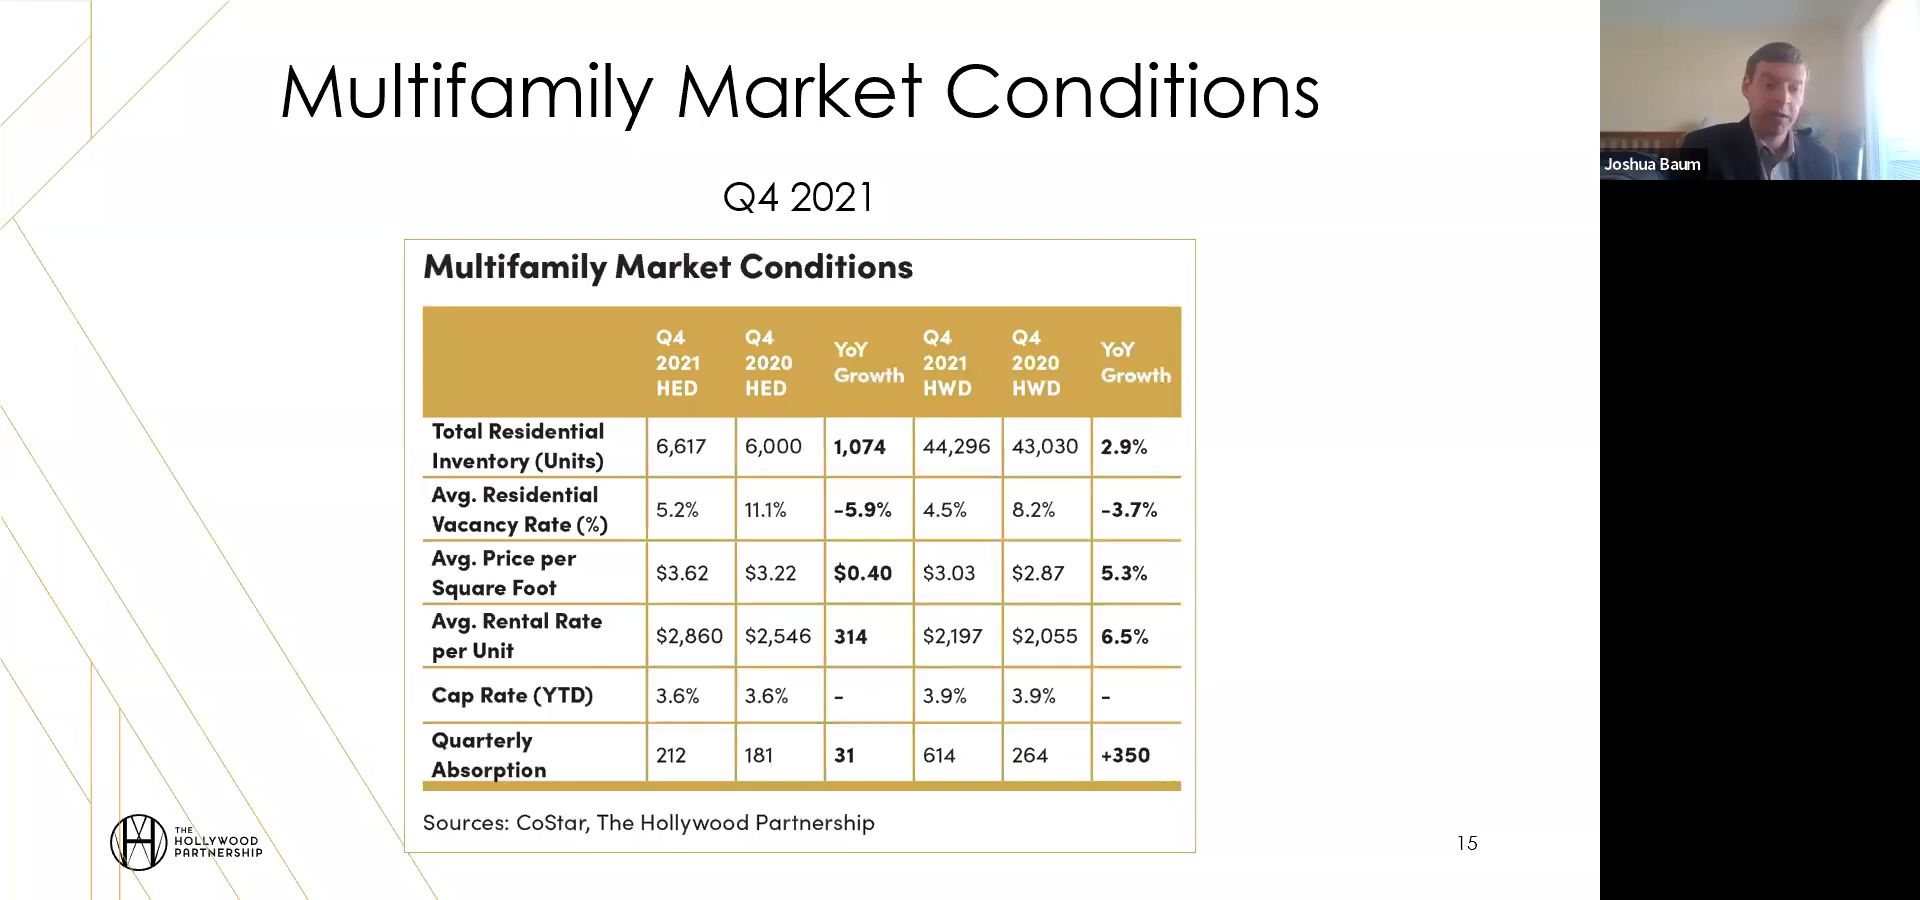 Multifamily Market Conditions
Joshua Baum
Q4 2021
Multifamily Market Conditions
Q4 2021 HED Q4 2020 HED YoY Growth Q4 2021 HWD Q4 2020 HWD YoY Growth
Total Residential Inventory (Units) 6,617 6,000 1,074 44,296 43,030 2.9%
Avg. Residential Vacancy Rate (%) 5.2% 11.1% -5.9% 4.5% 8.2% -3.7%
Avg. Price per Square Foot $3.62 $3.22 $0.40 $3.03 $2.87 5.3%
Avg. Rental Rate per Unit $2,860 $2,546 314 $2,197 $2,055 6.5%
Cap Rate (YTD) 3.6% 3.6% - 3.9% 3.9% -
Quarterly Absorption 212 181 31 614 264 +350
Sources: CoStar, The Hollywood Partnership
THE
HOLLYWOOD
PARTNERSHIP
15